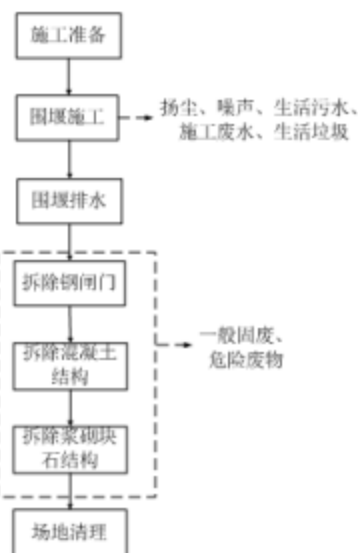 施工准备
围堰施工
扬尘、噪声、生活污水、
施工废水、生活垃圾
围堰排水
拆除钢闸门
一般固废、
危险废物
拆除混凝土
结构
拆除浆砌块
石结构
场地清理